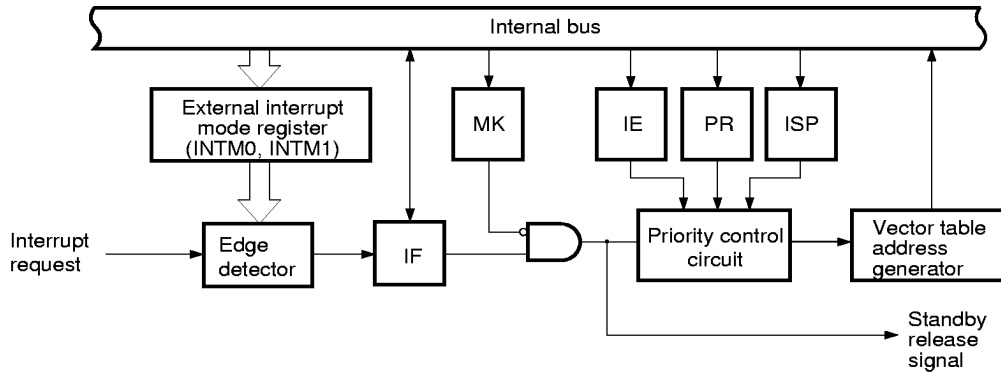 Internal bus
External interrupt
mode register
(INTM0, INTM1)
MK
IE
PR
ISP
Interrupt
request
Edge
detector
IF
Priority control
circuit
Vector table
address
generator
Standby
release
signal